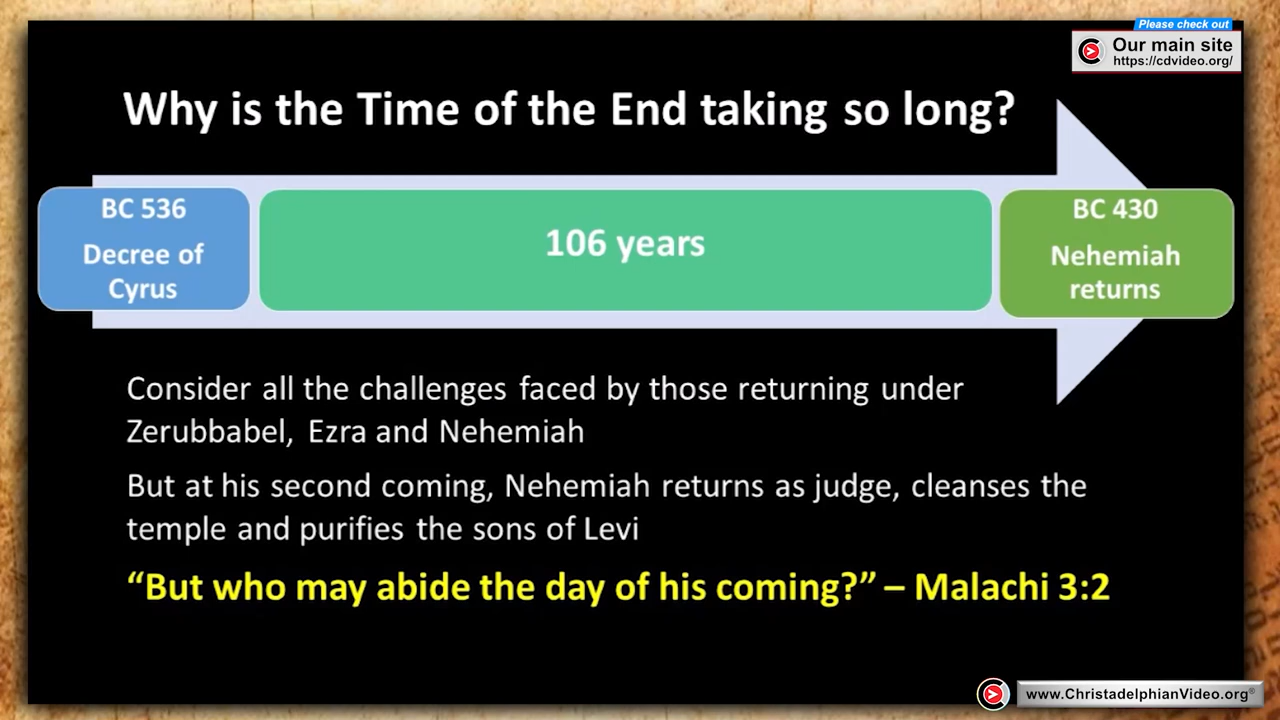 Please check out
Our main site
https://cdvideo.org/
Why is the Time of the End taking so long?
BC 536
Decree of
Cyrus
106 years
BC 430
Nehemiah
returns
Consider all the challenges faced by those returning under
Zerubbabel, Ezra and Nehemiah
But at his second coming, Nehemiah returns as judge, cleanses the
temple and purifies the sons of Levi
“But who may abide the day of his coming?” – Malachi 3:2
www.ChristadelphianVideo.org®